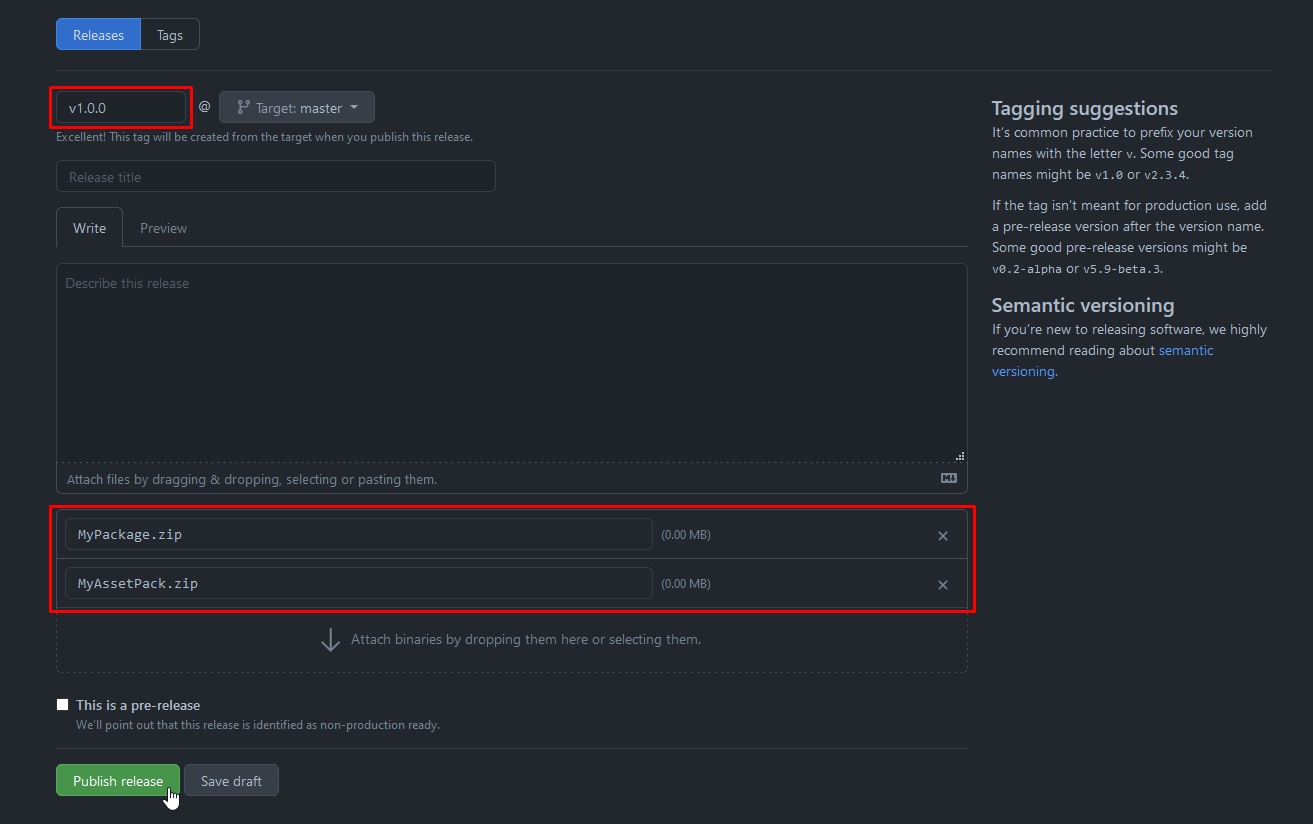 Releases Tags
v1.0.0 @ Target: master
Excellent! This tag will be created from the target when you publish this release.
Release title
Write Preview
Describe this release
Attach files by dragging & dropping, selecting or pasting them.
MyPackage.zip (0.00 MB)
MyAssetPack.zip (0.00 MB)
Attach binaries by dropping them here or selecting them.
This is a pre-release
We'll point out that this release is identified as non-production ready.
Publish release Save draft
Tagging suggestions
It's common practice to prefix your version
names with the letter v. Some good tag
names might be v1.0 or v2.3.4.
If the tag isn't meant for production use, add
a pre-release version after the version name.
Some good pre-release versions might be
v0.2-alpha or v5.9-beta.3.
Semantic versioning
If you're new to releasing software, we highly
recommend reading about semantic
versioning.